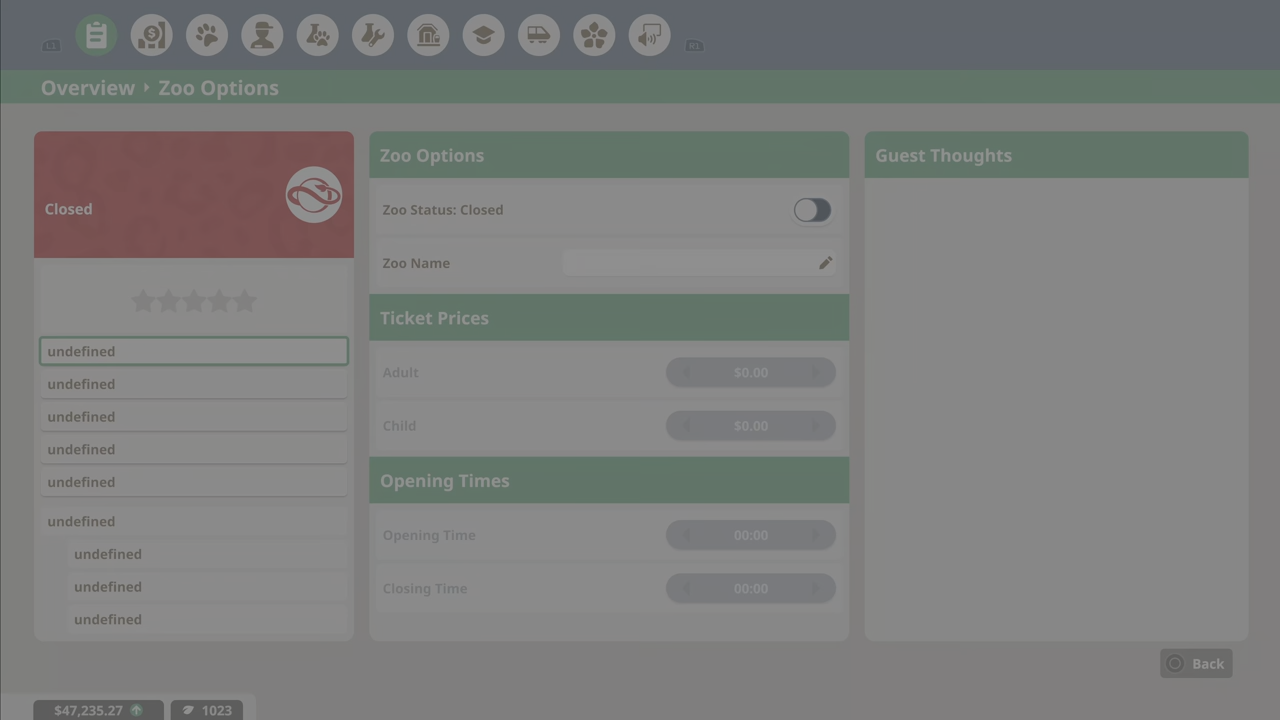 L1
R1
Overview ▸ Zoo Options
Closed
undefined
undefined
undefined
undefined
undefined
undefined
undefined
undefined
undefined
Zoo Options
Zoo Status: Closed
Zoo Name
Ticket Prices
Adult
$0.00
Child
$0.00
Opening Times
Opening Time
00:00
Closing Time
00:00
Guest Thoughts
Back
$47,235.27
1023